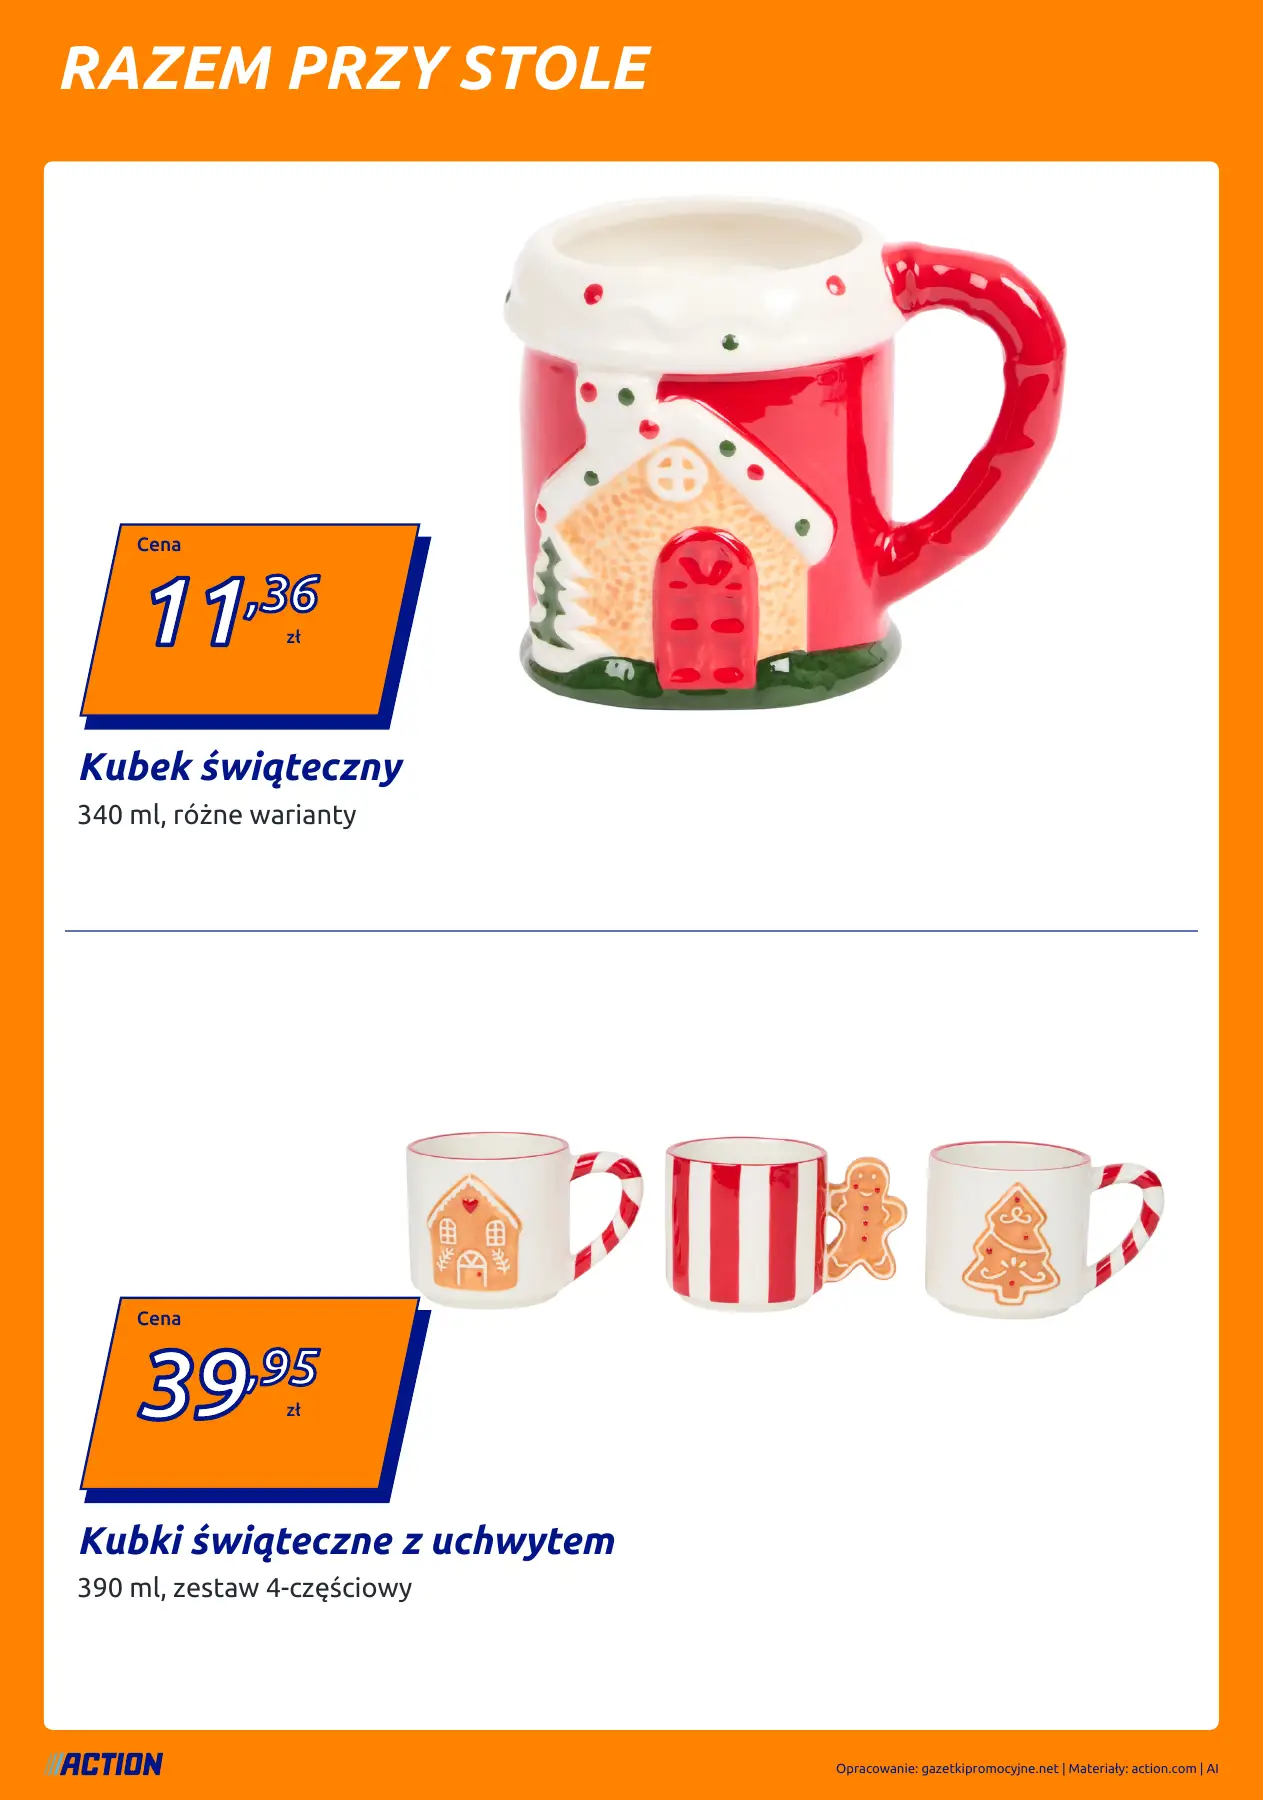 RAZEM PRZY STOLE
Cena
11,36
zł
Kubek świąteczny
340 ml, różne warianty
Cena
39,95
zł
Kubki świąteczne z uchwytem
390 ml, zestaw 4-częściowy
ACTION
Opracowanie: gazetkipromocyjne.net | Materiały: action.com | AI